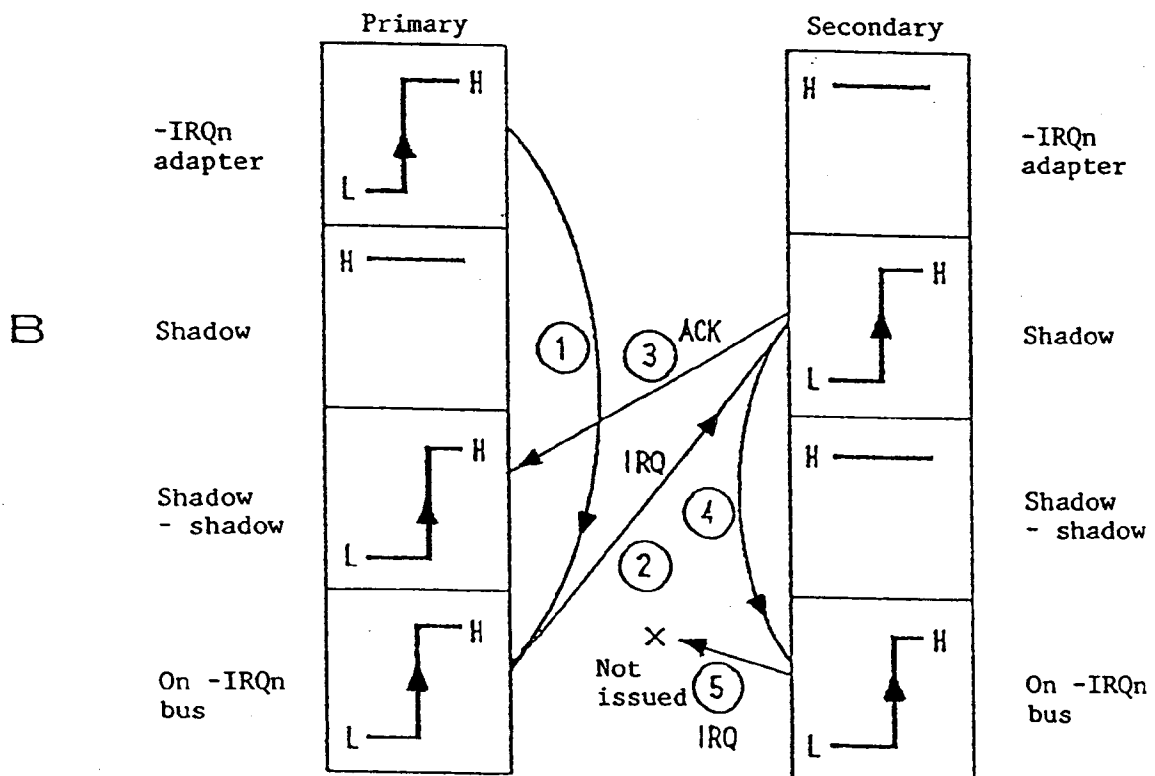 Primary
Secondary
H
L
-IRQn
adapter
H
-IRQn
adapter
B
Shadow
H
1
3
ACK
H
L
Shadow
Shadow
- shadow
H
L
IRQ
4
2
H
Shadow
- shadow
On -IRQn
bus
H
L
Not
issued
5
IRQ
H
L
On -IRQn
bus